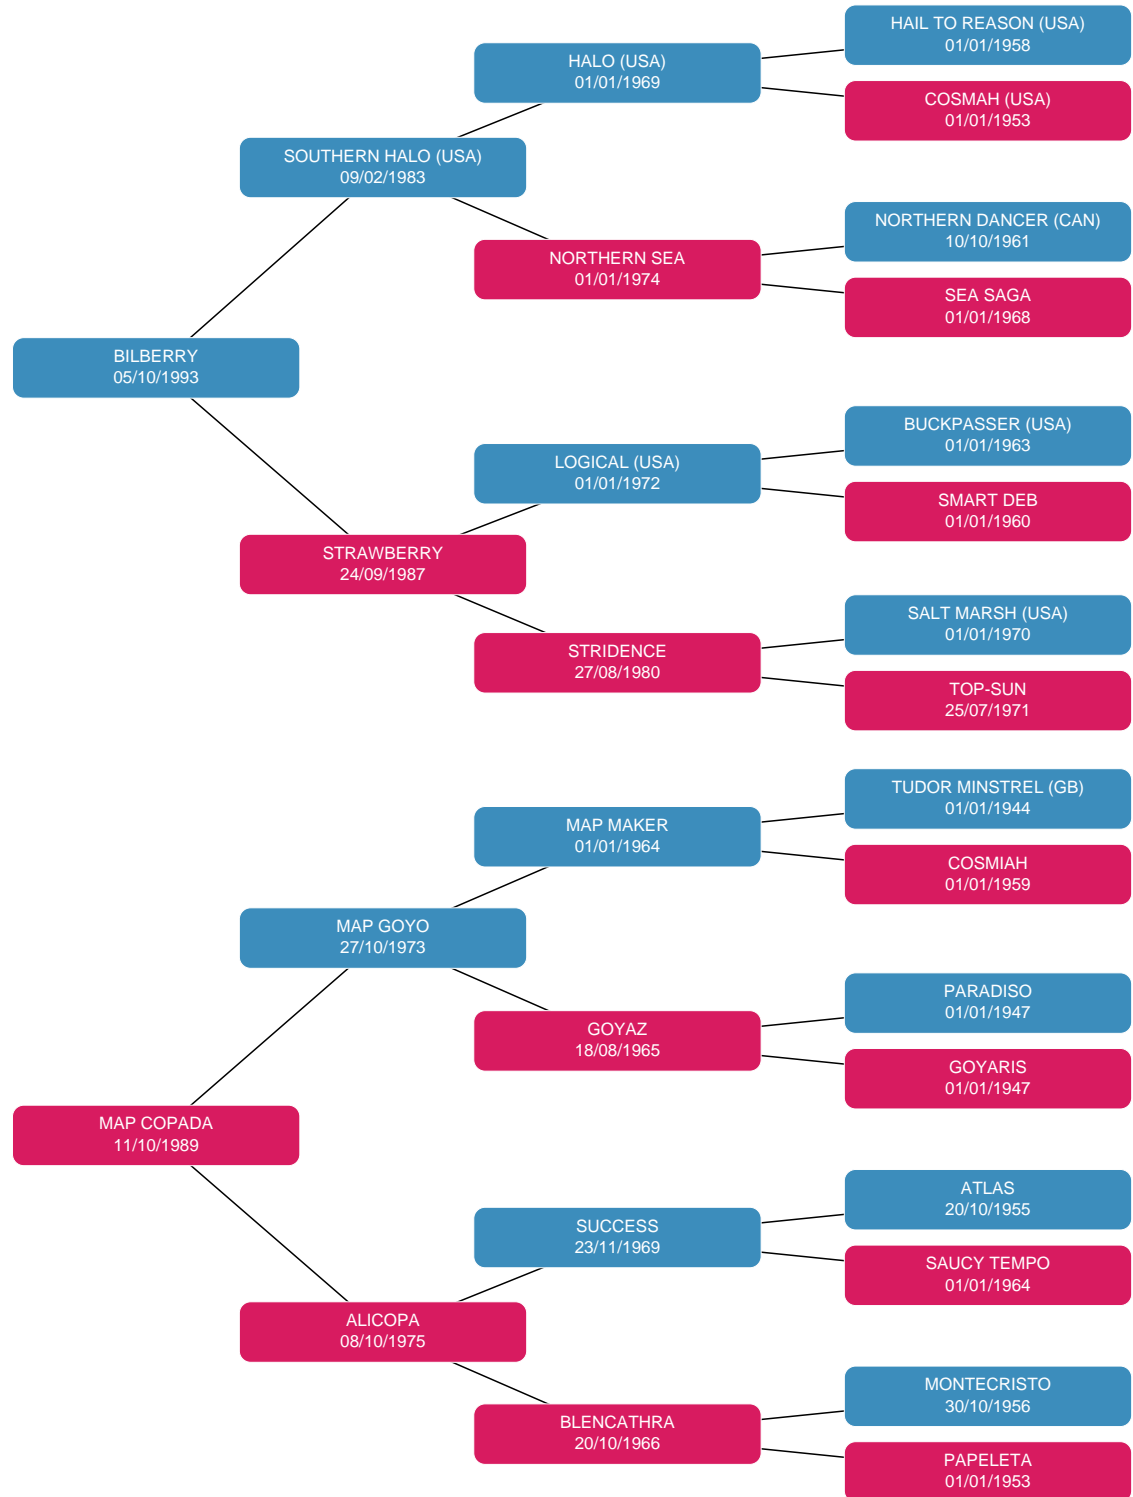 HAIL TO REASON (USA)
01/01/1958
HALO (USA)
01/01/1969
COSMAH (USA)
01/01/1953
SOUTHERN HALO (USA)
09/02/1983
NORTHERN DANCER (CAN)
10/10/1961
NORTHERN SEA
01/01/1974
SEA SAGA
01/01/1968
BILBERRY
05/10/1993
BUCKPASSER (USA)
01/01/1963
LOGICAL (USA)
01/01/1972
SMART DEB
01/01/1960
STRAWBERRY
24/09/1987
SALT MARSH (USA)
01/01/1970
STRIDENCE
27/08/1980
TOP-SUN
25/07/1971
TUDOR MINSTREL (GB)
01/01/1944
MAP MAKER
01/01/1964
COSMIAH
01/01/1959
MAP GOYO
27/10/1973
PARADISO
01/01/1947
GOYAZ
18/08/1965
GOYARIS
01/01/1947
MAP COPADA
11/10/1989
ATLAS
20/10/1955
SUCCESS
23/11/1969
SAUCY TEMPO
01/01/1964
ALICOPA
08/10/1975
MONTECRISTO
30/10/1956
BLENCATHRA
20/10/1966
PAPELETA
01/01/1953